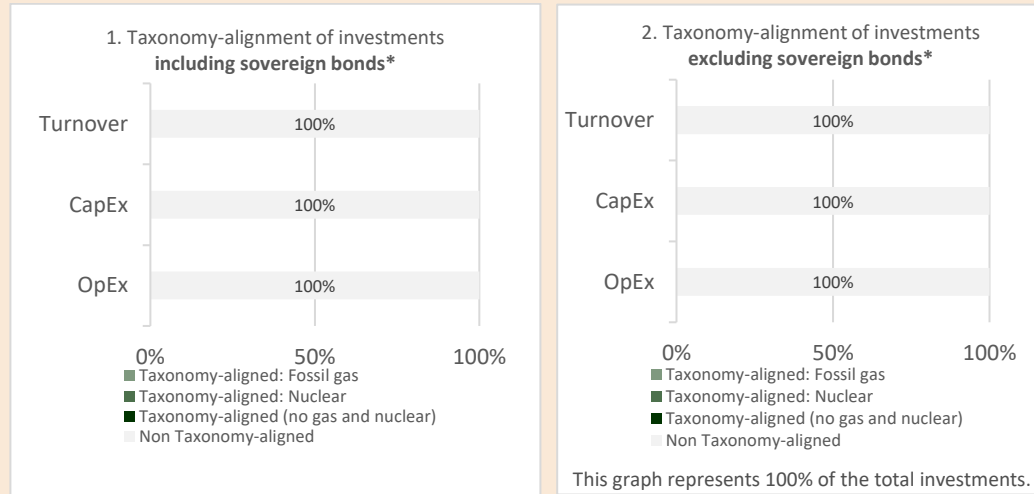 1. Taxonomy-alignment of investments
including sovereign bonds*
Turnover
100%
CapEx
100%
OpEx
100%
0%
50%
100%
Taxonomy-aligned: Fossil gas
Taxonomy-aligned: Nuclear
Taxonomy-aligned (no gas and nuclear)
Non Taxonomy-aligned
2. Taxonomy-alignment of investments
excluding sovereign bonds*
Turnover
100%
CapEx
100%
OpEx
100%
0%
50%
100%
Taxonomy-aligned: Fossil gas
Taxonomy-aligned: Nuclear
Taxonomy-aligned (no gas and nuclear)
Non Taxonomy-aligned
This graph represents 100% of the total investments.